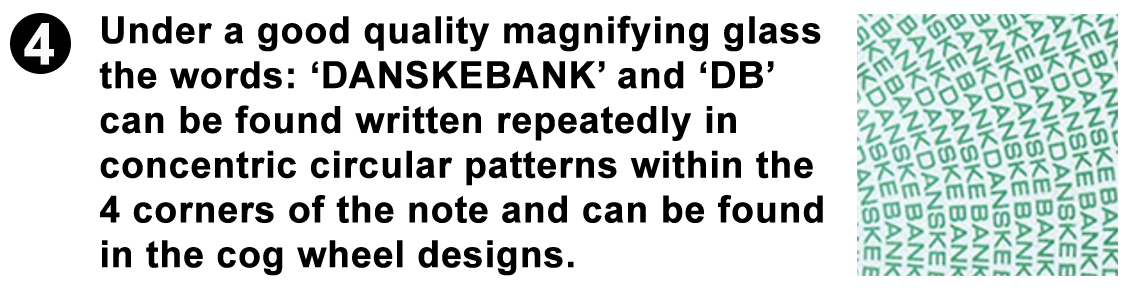 4
Under a good quality magnifying glass
the words: ‘DANSKEBANK’ and ‘DB’
can be found written repeatedly in
concentric circular patterns within the
4 corners of the note and can be found
in the cog wheel designs.
DANSKEBANKDANSKEBANK